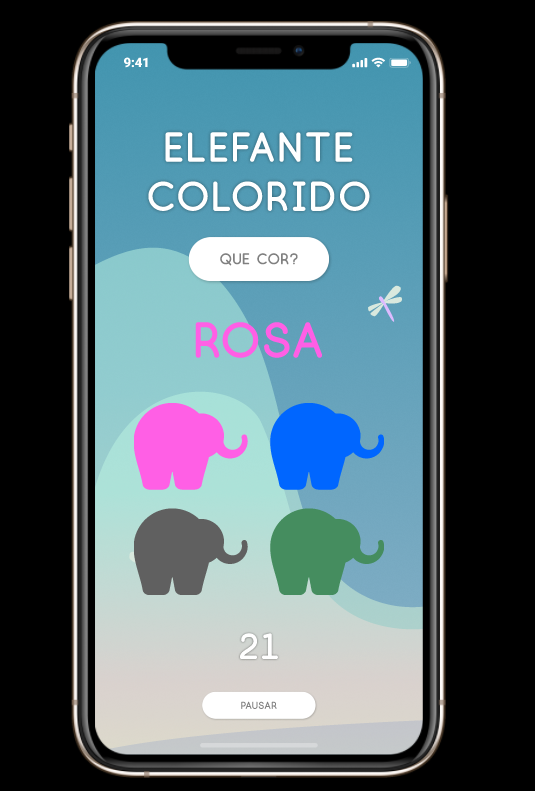 9:41
ELEFANTE
COLORIDO
QUE COR?
ROSA
21
PAUSAR